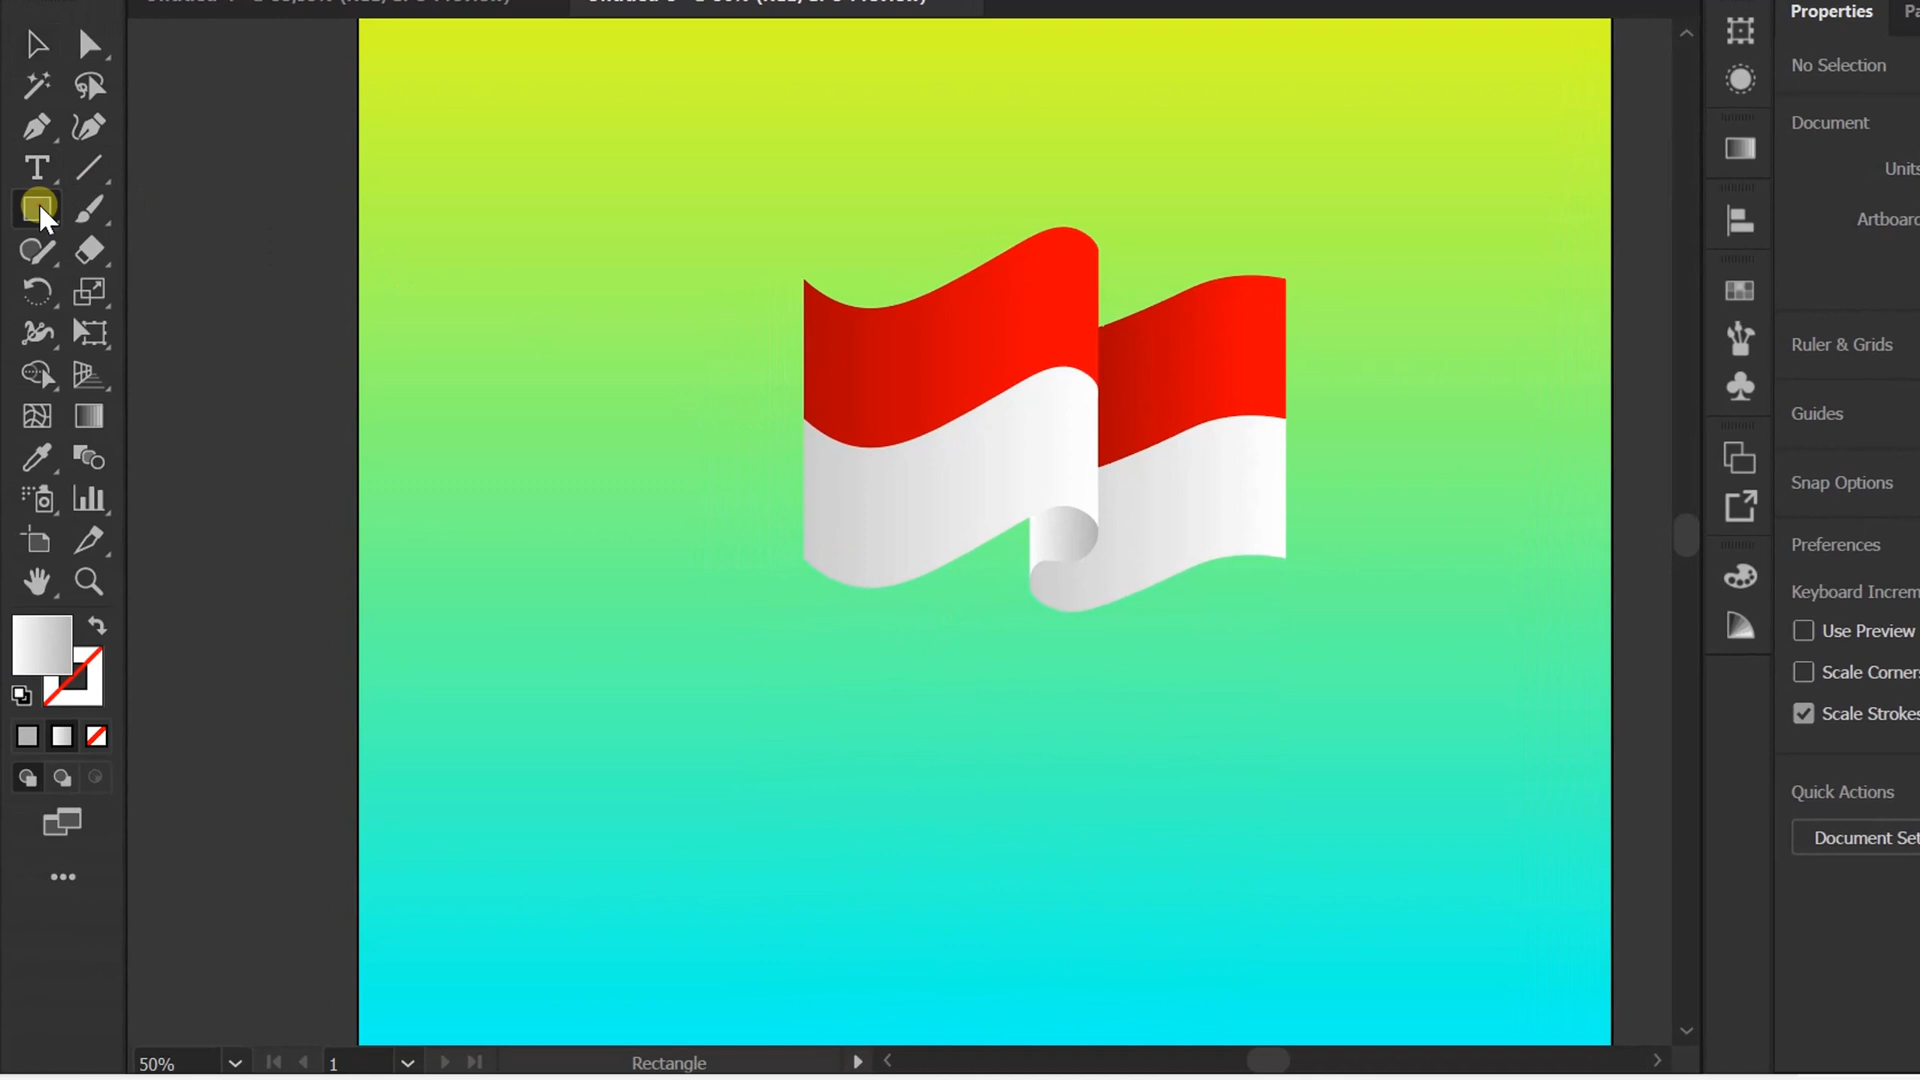 Properties
No Selection
Document
Units
Artboard
Ruler & Grids
Guides
Snap Options
Preferences
Keyboard Increm
Use Preview
Scale Corners
Scale Strokes
Quick Actions
Document Set
50%
1
Rectangle